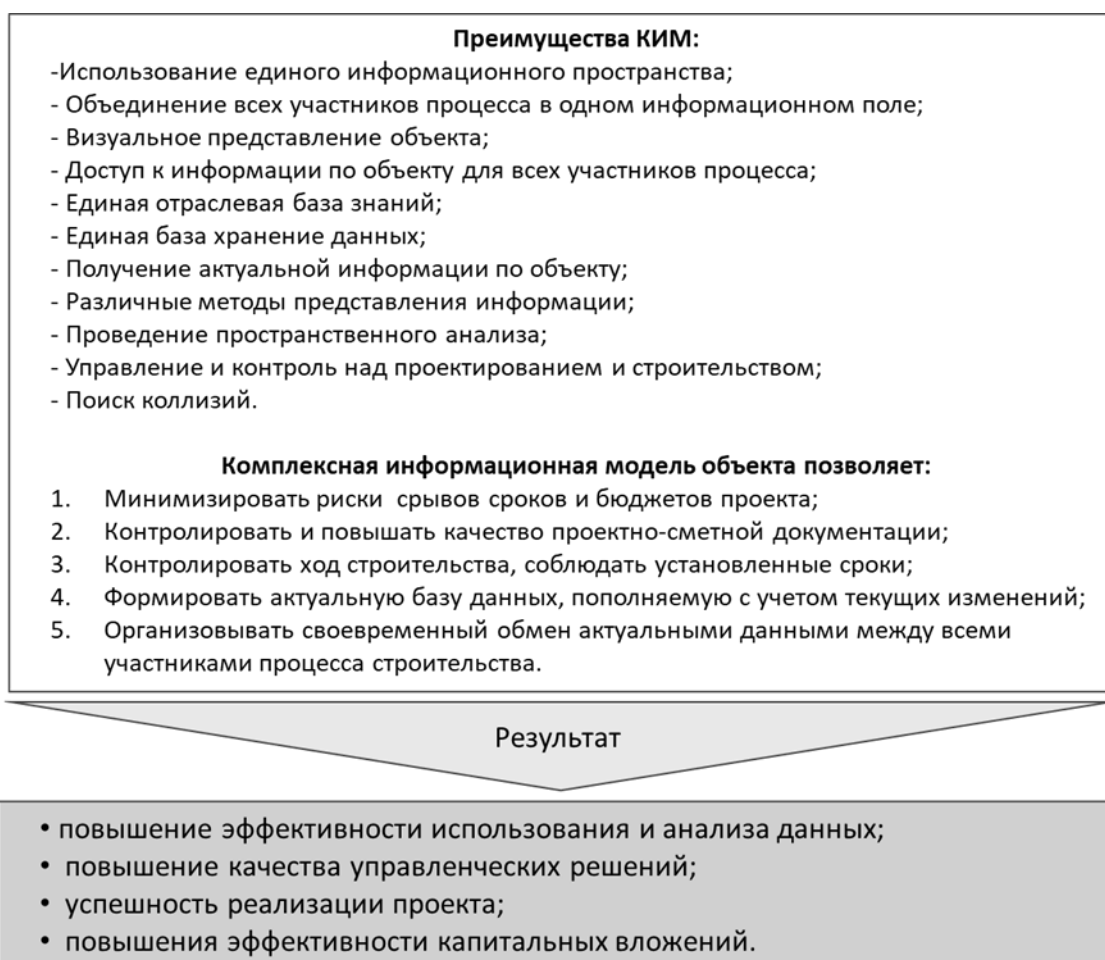 Преимущества КИМ:
-Использование единого информационного пространства;
- Объединение всех участников процесса в одном информационном поле;
- Визуальное представление объекта;
- Доступ к информации по объекту для всех участников процесса;
- Единая отраслевая база знаний;
- Единая база хранение данных;
- Получение актуальной информации по объекту;
- Различные методы представления информации;
- Проведение пространственного анализа;
- Управление и контроль над проектированием и строительством;
- Поиск коллизий.
Комплексная информационная модель объекта позволяет:
1. Минимизировать риски срывов сроков и бюджетов проекта;
2. Контролировать и повышать качество проектно-сметной документации;
3. Контролировать ход строительства, соблюдать установленные сроки;
4. Формировать актуальную базу данных, пополняемую с учетом текущих изменений;
5. Организовывать своевременный обмен актуальными данными между всеми
участниками процесса строительства.
Результат
• повышение эффективности использования и анализа данных;
• повышение качества управленческих решений;
• успешность реализации проекта;
• повышения эффективности капитальных вложений.